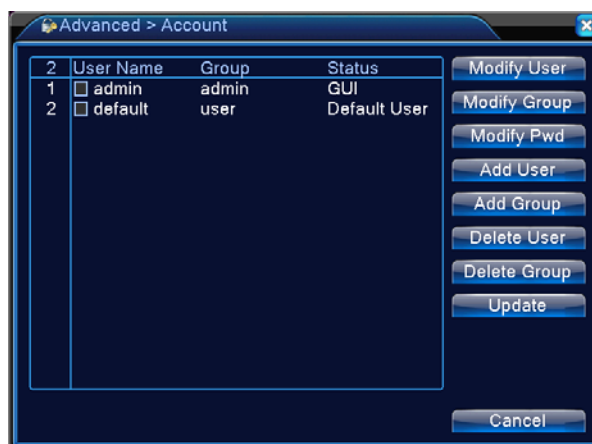 Advanced > Account
2 User Name Group Status
1 admin admin GUI
2 default user Default User
Modify User
Modify Group
Modify Pwd
Add User
Add Group
Delete User
Delete Group
Update
Cancel